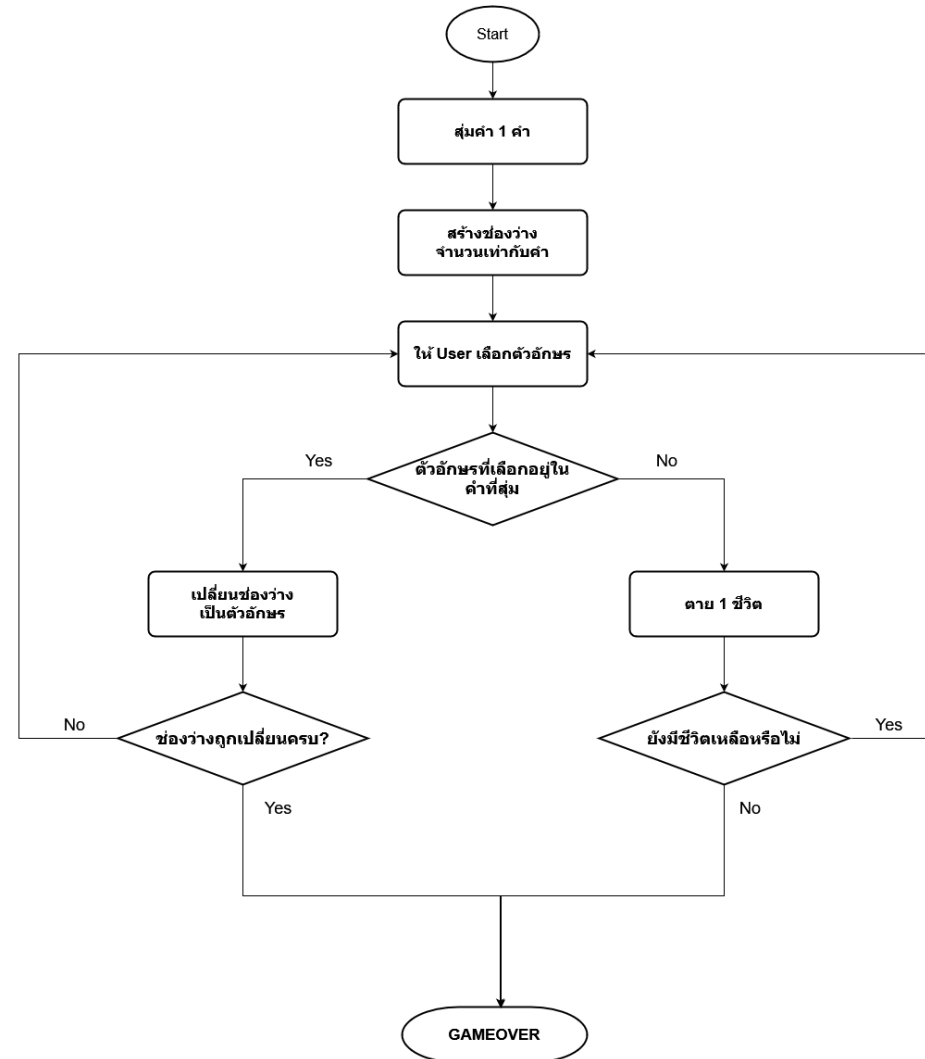 Start
สุ่มคำ 1 คำ
สร้างช่องว่าง
จำนวนเท่ากับคำ
ให้ User เลือกตัวอักษร
Yes
ตัวอักษรที่เลือกอยู่ใน
คำที่สุ่ม
No
เปลี่ยนช่องว่าง
เป็นตัวอักษร
ตาย 1 ชีวิต
No
ช่องว่างถูกเปลี่ยนครบ?
ยังมีชีวิตเหลือหรือไม่
Yes
Yes
No
GAMEOVER